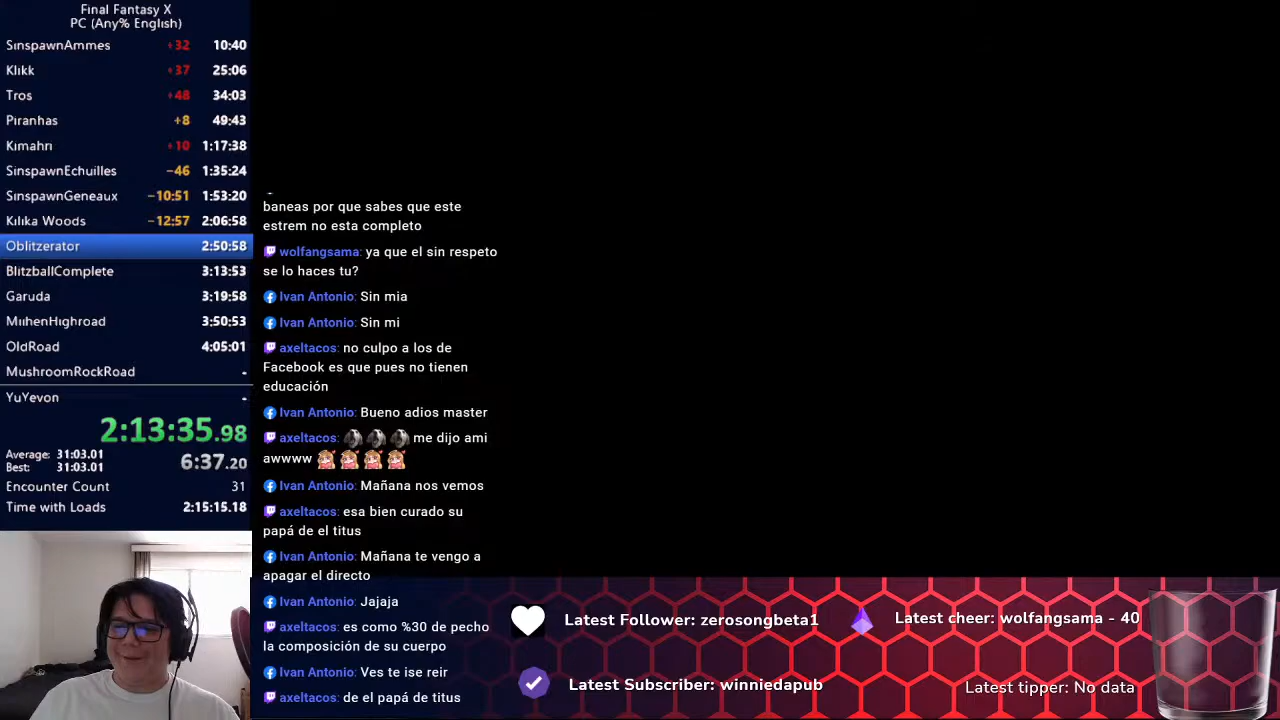 Final Fantasy X
PC (Any% English)
SinspawnAmmes +32 10:40
Klikk +37 25:06
Tros +48 34:03
Piranhas +8 49:43
Kimahri +10 1:17:38
SinspawnEchuilles −46 1:35:24
SinspawnGeneaux −10:51 1:53:20
Kilika Woods −12:57 2:06:58
Oblitzerator 2:50:58
BlitzballComplete 3:13:53
Garuda 3:19:58
MiihenHighroad 3:50:53
OldRoad 4:05:01
MushroomRockRoad -
YuYevon -
2:13:35.98
Average: 31:03.01
Best: 31:03.01
6:37.20
Encounter Count 31
Time with Loads 2:15:15.18
baneas por que sabes que este
estrem no esta completo
wolfangsama: ya que el sin respeto
se lo haces tu?
Ivan Antonio: Sin mia
Ivan Antonio: Sin mi
axeltacos: no culpo a los de
Facebook es que pues no tienen
educación
Ivan Antonio: Bueno adios master
axeltacos: me dijo ami
awwww
Ivan Antonio: Mañana nos vemos
axeltacos: esa bien curado su
papá de el titus
Ivan Antonio: Mañana te vengo a
apagar el directo
Ivan Antonio: Jajaja
axeltacos: es como %30 de pecho
la composición de su cuerpo
Ivan Antonio: Ves te ise reir
axeltacos: de el papá de titus
Latest Follower: zerosongbeta1
Latest cheer: wolfangsama - 40
Latest Subscriber: winniedapub
Latest tipper: No data